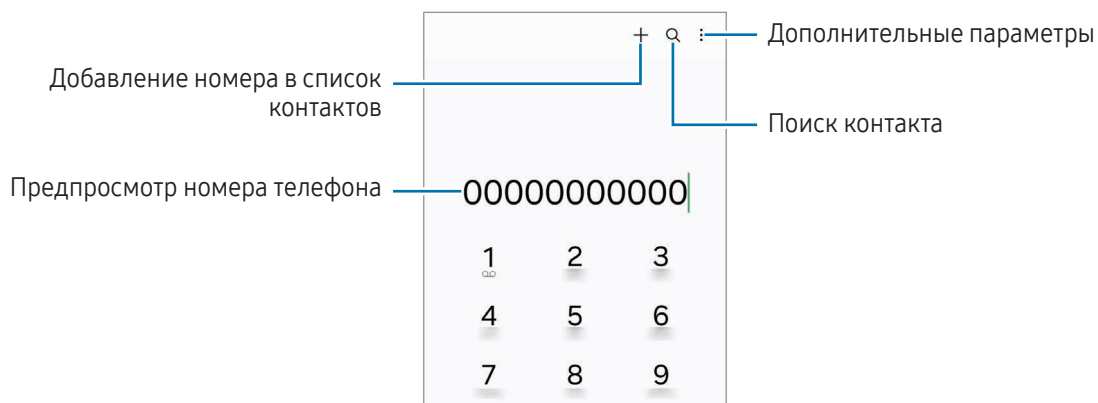 Дополнительные параметры
Добавление номера в список
контактов
Поиск контакта
Предпросмотр номера телефона
00000000000
1 2 3
4 5 6
7 8 9